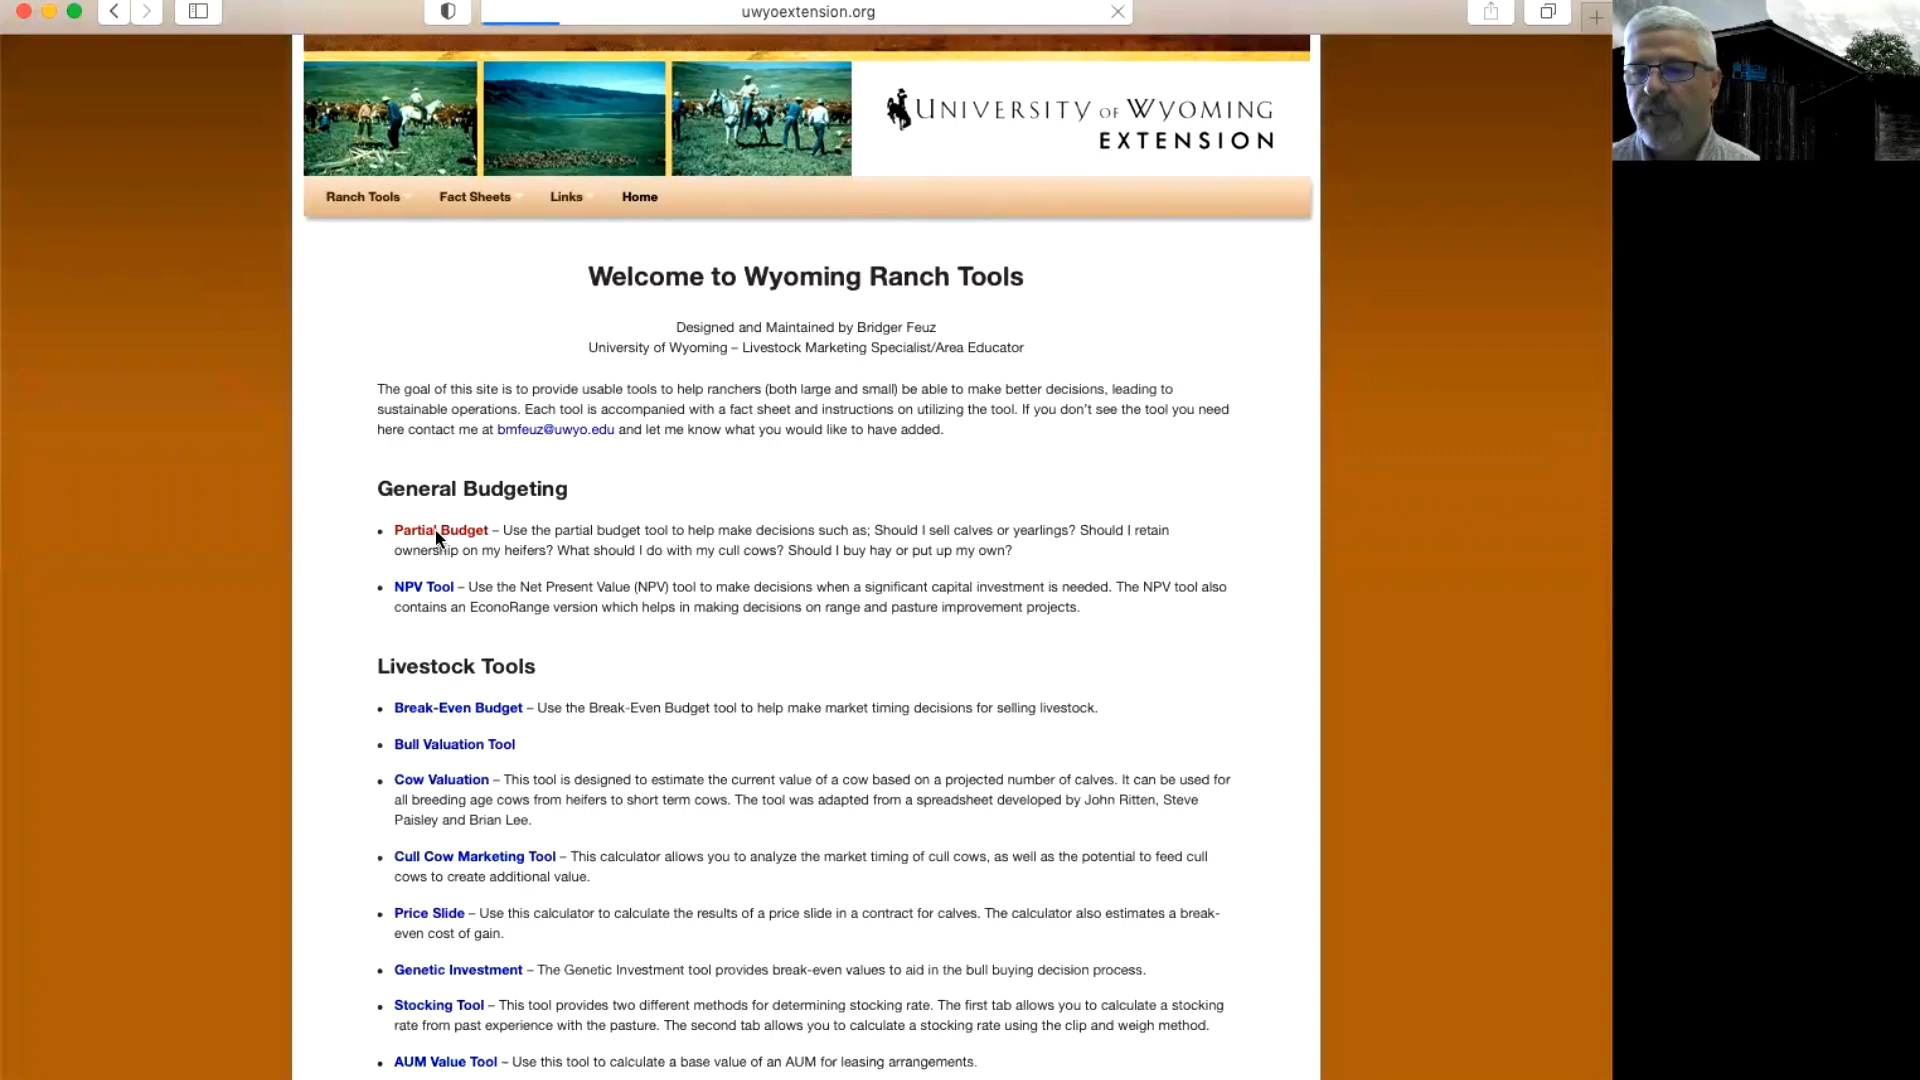 uwyoextension.org
UNIVERSITY OF WYOMING
EXTENSION
Ranch Tools Fact Sheets Links Home
Welcome to Wyoming Ranch Tools
Designed and Maintained by Bridger Feuz
University of Wyoming – Livestock Marketing Specialist/Area Educator
The goal of this site is to provide usable tools to help ranchers (both large and small) be able to make better decisions, leading to
sustainable operations. Each tool is accompanied with a fact sheet and instructions on utilizing the tool. If you don't see the tool you need
here contact me at bmfeuz@uwyo.edu and let me know what you would like to have added.
General Budgeting
• Partial Budget – Use the partial budget tool to help make decisions such as; Should I sell calves or yearlings? Should I retain
ownership on my heifers? What should I do with my cull cows? Should I buy hay or put up my own?
• NPV Tool – Use the Net Present Value (NPV) tool to make decisions when a significant capital investment is needed. The NPV tool also
contains an EconoRange version which helps in making decisions on range and pasture improvement projects.
Livestock Tools
• Break-Even Budget – Use the Break-Even Budget tool to help make market timing decisions for selling livestock.
• Bull Valuation Tool
• Cow Valuation – This tool is designed to estimate the current value of a cow based on a projected number of calves. It can be used for
all breeding age cows from heifers to short term cows. The tool was adapted from a spreadsheet developed by John Ritten, Steve
Paisley and Brian Lee.
• Cull Cow Marketing Tool – This calculator allows you to analyze the market timing of cull cows, as well as the potential to feed cull
cows to create additional value.
• Price Slide – Use this calculator to calculate the results of a price slide in a contract for calves. The calculator also estimates a break-
even cost of gain.
• Genetic Investment – The Genetic Investment tool provides break-even values to aid in the bull buying decision process.
• Stocking Tool – This tool provides two different methods for determining stocking rate. The first tab allows you to calculate a stocking
rate from past experience with the pasture. The second tab allows you to calculate a stocking rate using the clip and weigh method.
• AUM Value Tool – Use this tool to calculate a base value of an AUM for leasing arrangements.